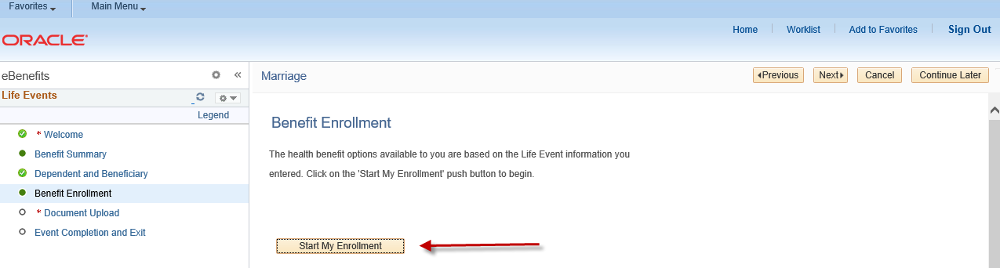 Favorites Main Menu
ORACLE
Home Worklist Add to Favorites Sign Out
eBenefits
Life Events
Legend
* Welcome
Benefit Summary
Dependent and Beneficiary
Benefit Enrollment
* Document Upload
Event Completion and Exit
Marriage
Previous Next Cancel Continue Later
Benefit Enrollment
The health benefit options available to you are based on the Life Event information you
entered. Click on the 'Start My Enrollment' push button to begin.
Start My Enrollment